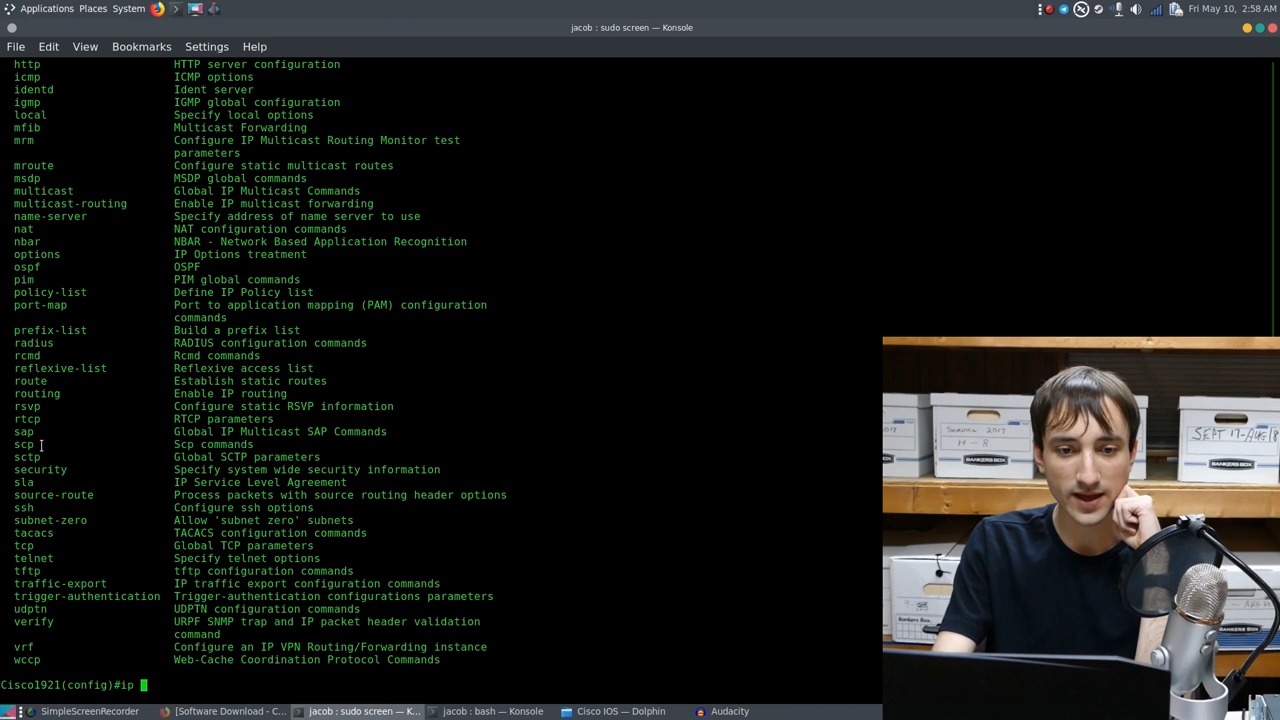 Applications Places System
Fri May 10, 2:58 AM
jacob : sudo screen — Konsole
File Edit View Bookmarks Settings Help
http HTTP server configuration
icmp ICMP options
identd Ident server
igmp IGMP global configuration
local Specify local options
mfib Multicast Forwarding
mrm Configure IP Multicast Routing Monitor test
parameters
mroute Configure static multicast routes
msdp MSDP global commands
multicast Global IP Multicast Commands
multicast-routing Enable IP multicast forwarding
name-server Specify address of name server to use
nat NAT configuration commands
nbar NBAR - Network Based Application Recognition
options IP Options treatment
ospf OSPF
pim PIM global commands
policy-list Define IP Policy list
port-map Port to application mapping (PAM) configuration
commands
prefix-list Build a prefix list
radius RADIUS configuration commands
rcmd Rcmd commands
reflexive-list Reflexive access list
route Establish static routes
routing Enable IP routing
rsvp Configure static RSVP information
rtcp RTCP parameters
sap Global IP Multicast SAP Commands
scp Scp commands
sctp Global SCTP parameters
security Specify system wide security information
sla IP Service Level Agreement
source-route Process packets with source routing header options
ssh Configure ssh options
subnet-zero Allow 'subnet zero' subnets
tacacs TACACS configuration commands
tcp Global TCP parameters
telnet Specify telnet options
tftp tftp configuration commands
traffic-export IP traffic export configuration commands
trigger-authentication Trigger-authentication configurations parameters
udptn UDPTN configuration commands
verify URPF SNMP trap and IP packet header validation
command
vrf Configure an IP VPN Routing/Forwarding instance
wccp Web-Cache Coordination Protocol Commands
Cisco1921(config)#ip
H - R
SEPT 17-AUG 18
BANKERS BOX
BANKERS BOX
SimpleScreenRecorder
[Software Download - C...
jacob : sudo screen — K...
jacob : bash — Konsole
Cisco IOS — Dolphin
Audacity